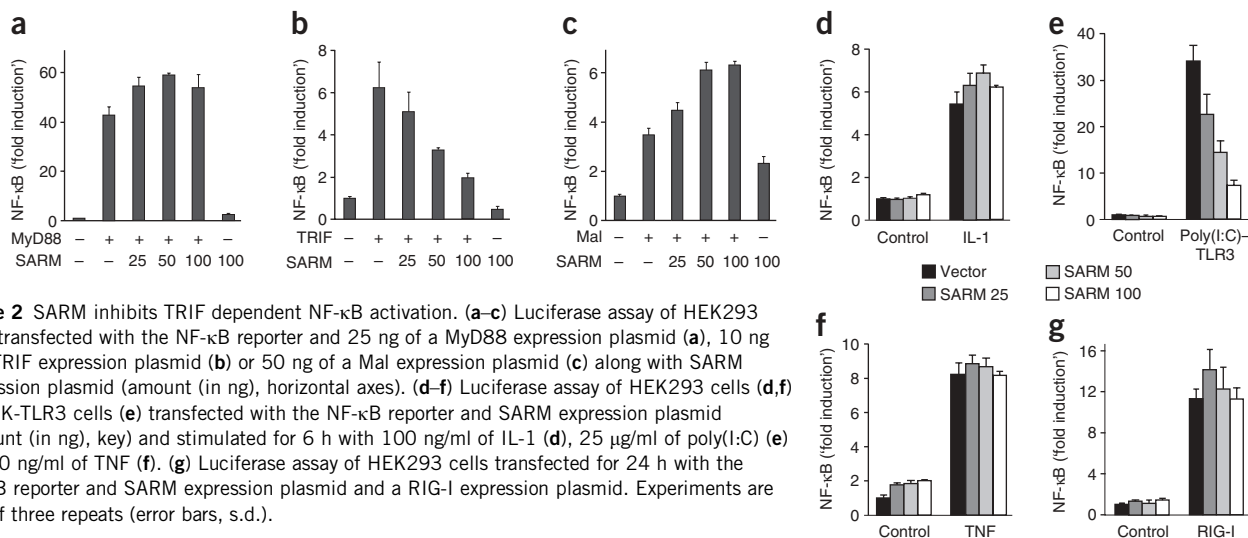 a
b
c
d
e
NF-κB (‘fold induction’)
60
40
20
0
MyD88 – + + + + –
SARM – – 25 50 100 100
NF-κB (‘fold induction’)
8
6
4
2
0
TRIF – + + + + –
SARM – – 25 50 100 100
NF-κB (‘fold induction’)
6
4
2
0
Mal – + + + + –
SARM – – 25 50 100 100
NF-κB (‘fold induction’)
8
6
4
2
0
Control IL-1
NF-κB (‘fold induction’)
40
30
20
10
0
Control Poly(I:C)–
TLR3
Vector SARM 50
SARM 25 SARM 100
e 2 SARM inhibits TRIF dependent NF-κB activation. (a–c) Luciferase assay of HEK293
transfected with the NF-κB reporter and 25 ng of a MyD88 expression plasmid (a), 10 ng
TRIF expression plasmid (b) or 50 ng of a Mal expression plasmid (c) along with SARM
ssion plasmid (amount (in ng), horizontal axes). (d–f) Luciferase assay of HEK293 cells (d,f)
K-TLR3 cells (e) transfected with the NF-κB reporter and SARM expression plasmid
unt (in ng), key) and stimulated for 6 h with 100 ng/ml of IL-1 (d), 25 μg/ml of poly(I:C) (e)
0 ng/ml of TNF (f). (g) Luciferase assay of HEK293 cells transfected for 24 h with the
B reporter and SARM expression plasmid and a RIG-I expression plasmid. Experiments are
f three repeats (error bars, s.d.).
f
g
NF-κB (‘fold induction’)
10
8
6
4
2
0
Control TNF
NF-κB (‘fold induction’)
16
12
8
4
0
Control RIG-I